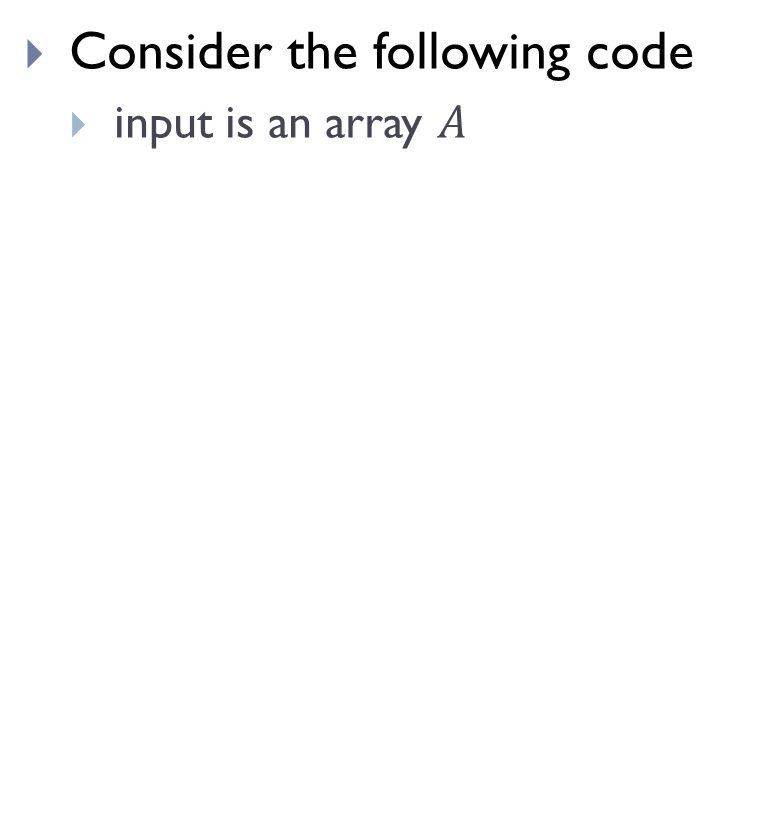 Consider the following code
input is an array A